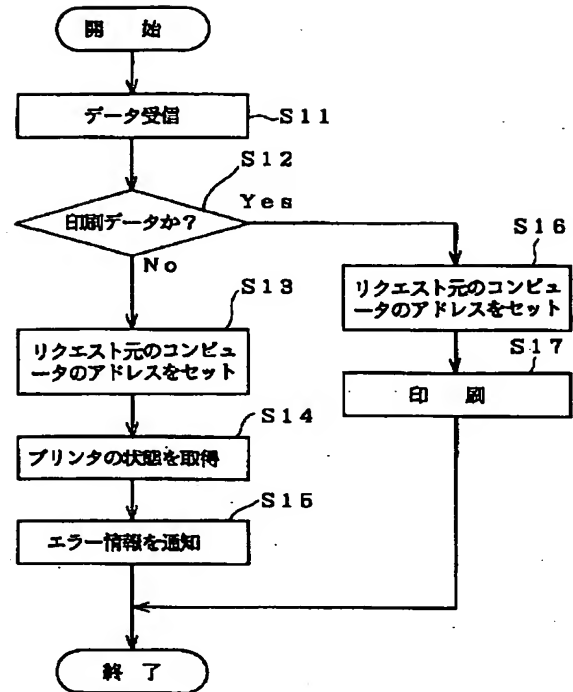 開 始
データ受信
S11
S12
印刷データか?
Yes
No
S13
リクエスト元のコンピュ
ータのアドレスをセット
S14
プリンタの状態を取得
S15
エラー情報を通知
S16
リクエスト元のコンピュ
ータのアドレスをセット
S17
印 刷
終 了